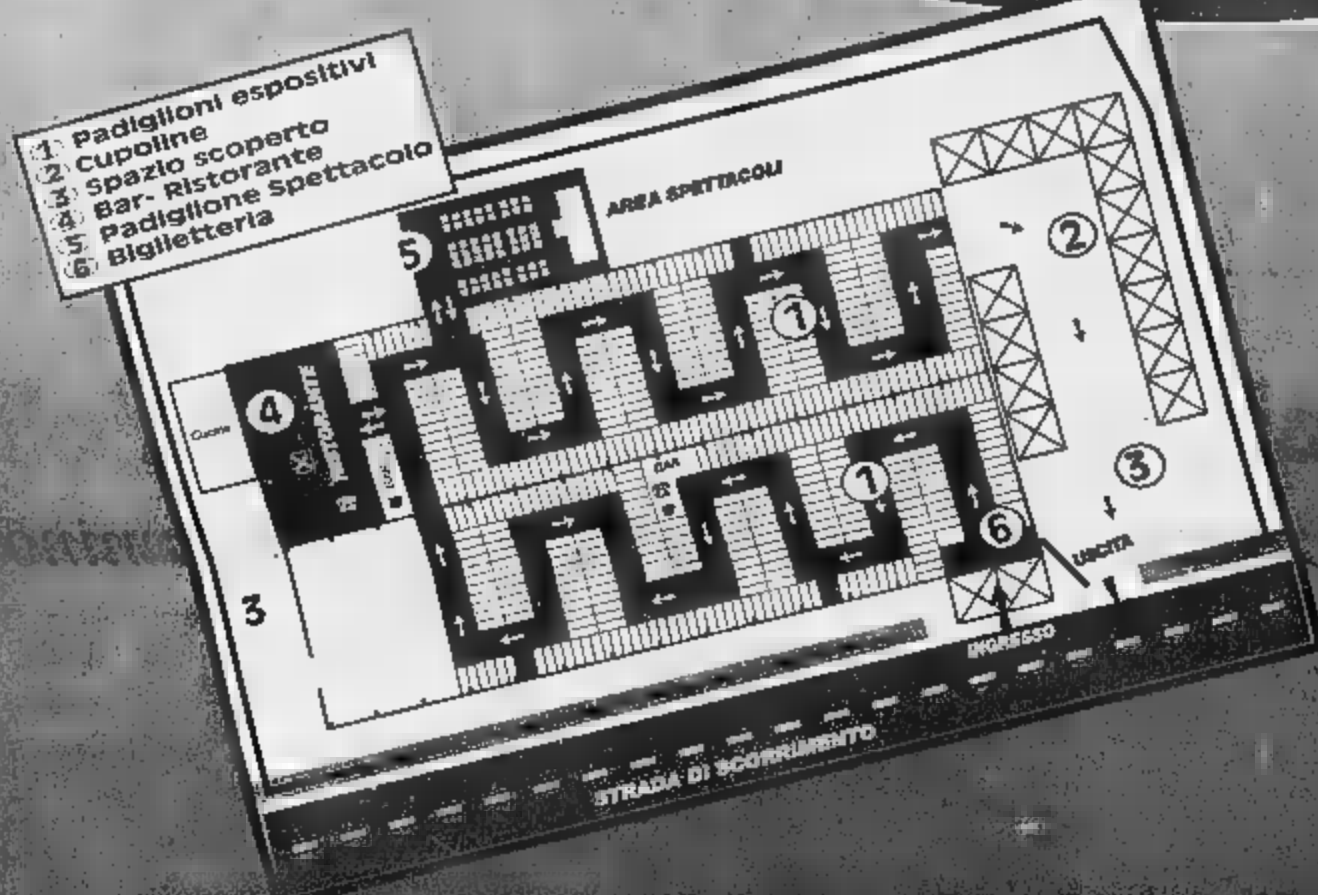 1 Padiglioni espositivi
2 Cupoline
3 Spazio scoperto
4 Bar- Ristorante
5 Padiglione Spettacolo
6 Biglietteria
5
AREA SPETTACOLI
2
1
4
RISTORANTE
Cucina
BAR
1
3
6
USCITA
3
INGRESSO
STRADA DI SCORRIMENTO